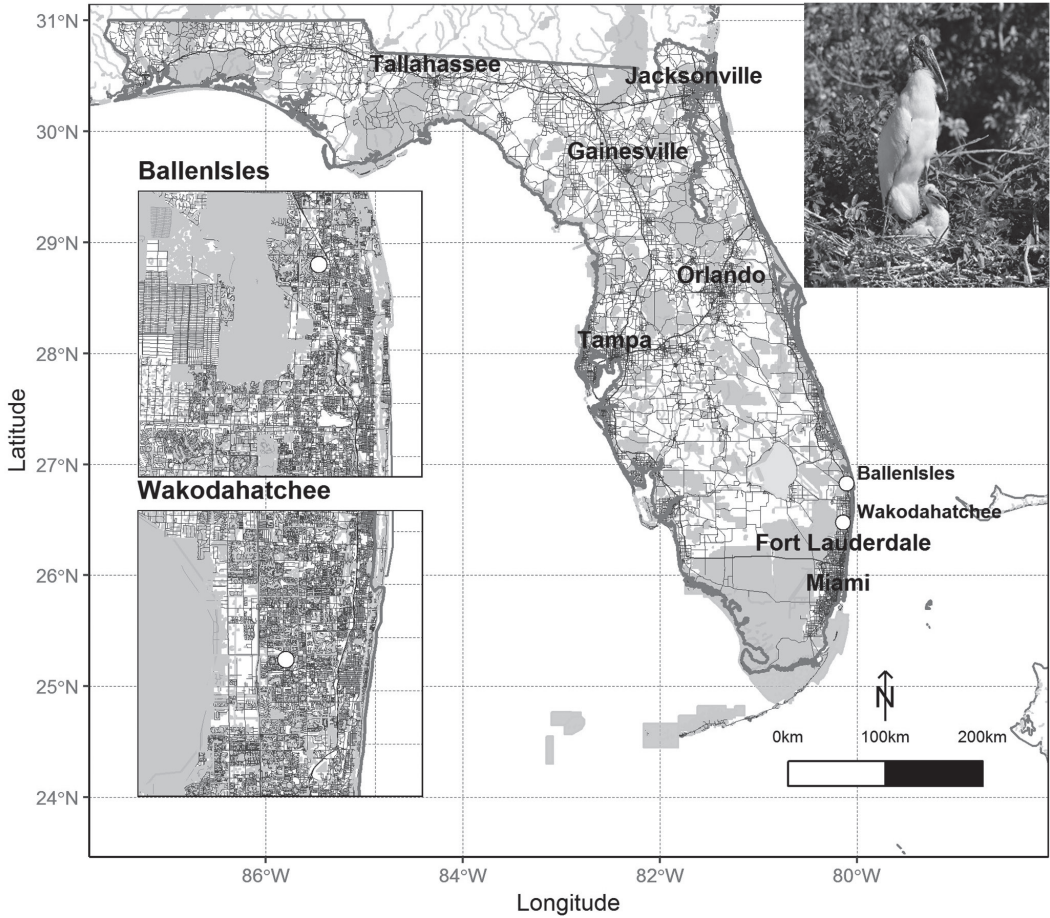 31°N
30°N
29°N
28°N
27°N
26°N
25°N
24°N
Latitude
86°W
84°W
82°W
80°W
Longitude
Tallahassee
Jacksonville
Gainesville
Orlando
Tampa
BallenIsles
Wakodahatchee
Fort Lauderdale
Miami
BallenIsles
Wakodahatchee
N
0km 100km 200km